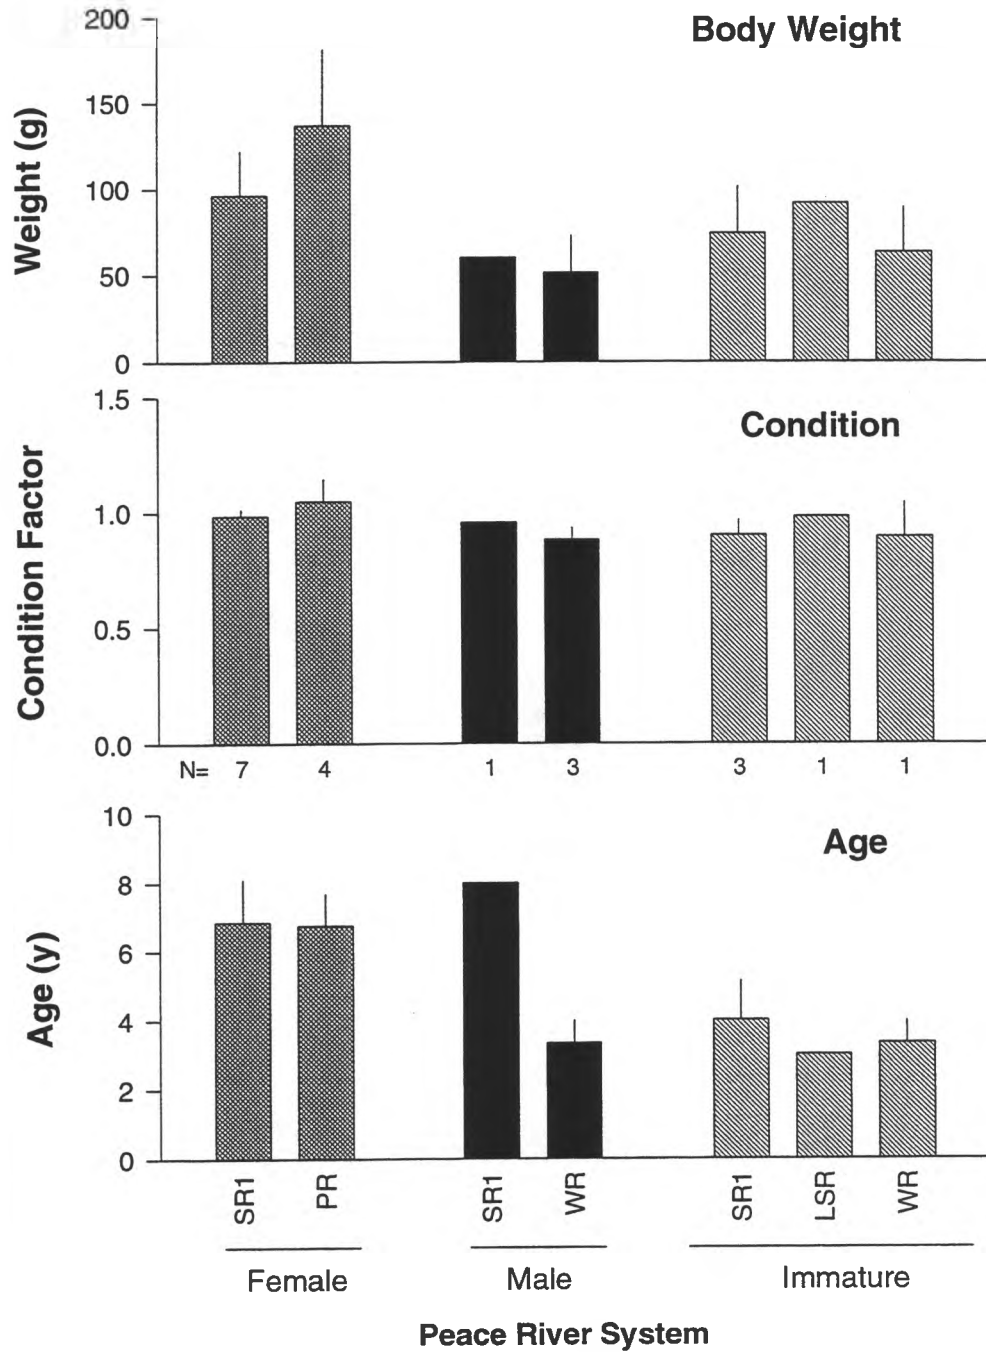 Body Weight
Weight (g)
200
150
100
50
0
Condition
Condition Factor
1.5
1.0
0.5
0.0
N= 7 4 1 3 3 1 1
Age
Age (y)
10
8
6
4
2
0
SR1 PR SR1 WR SR1 LSR WR
Female Male Immature
Peace River System